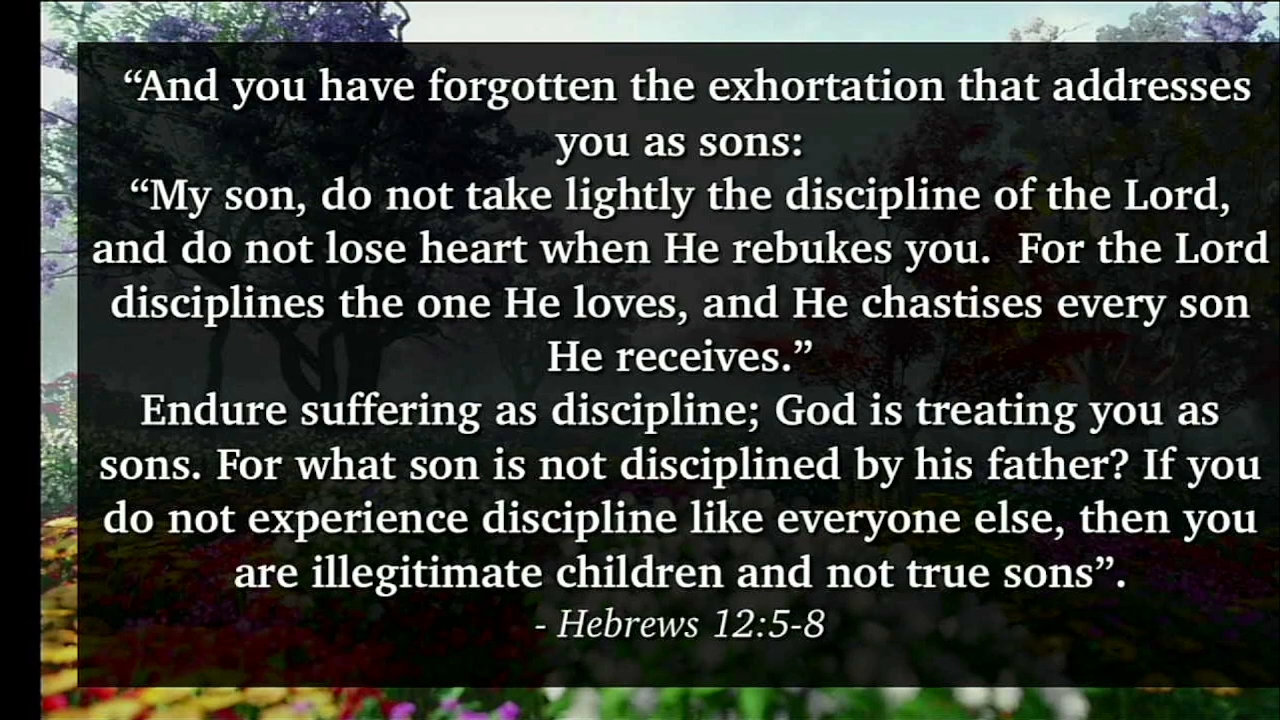 “And you have forgotten the exhortation that addresses
you as sons:
“My son, do not take lightly the discipline of the Lord,
and do not lose heart when He rebukes you.  For the Lord
disciplines the one He loves, and He chastises every son
He receives.”
Endure suffering as discipline; God is treating you as
sons. For what son is not disciplined by his father? If you
do not experience discipline like everyone else, then you
are illegitimate children and not true sons”.
- Hebrews 12:5-8